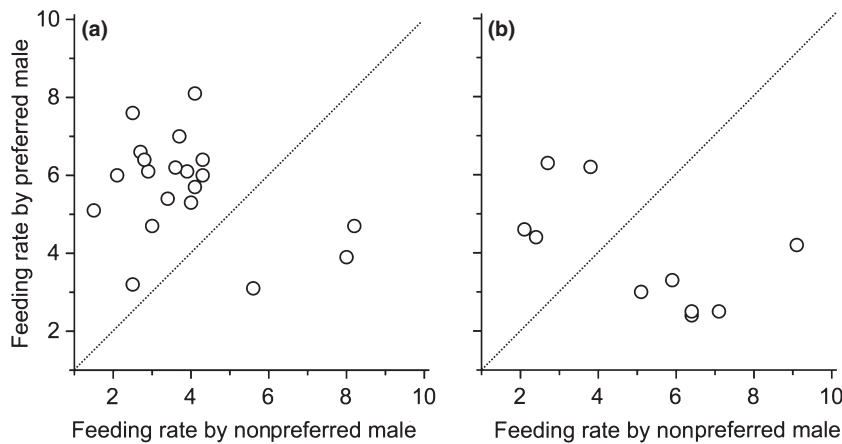 (a)
(b)
Feeding rate by preferred male
10
8
6
4
2
2 4 6 8 10
2 4 6 8 10
Feeding rate by nonpreferred male
Feeding rate by nonpreferred male